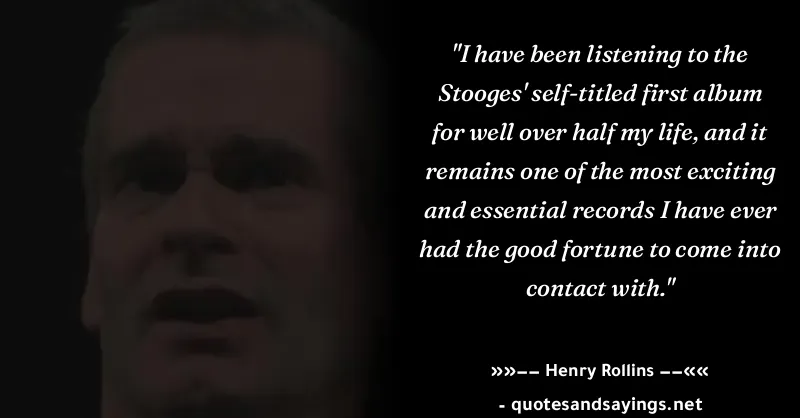 "I have been listening to the
Stooges' self-titled first album
for well over half my life, and it
remains one of the most exciting
and essential records I have ever
had the good fortune to come into
contact with."
»»−− Henry Rollins −−««
- quotesandsayings.net